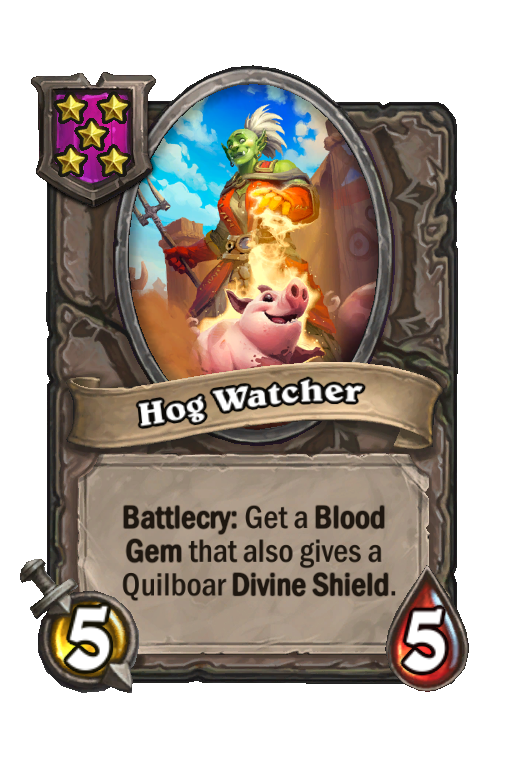 Hog Watcher
Battlecry: Get a Blood
Gem that also gives a
Quilboar Divine Shield.
5
5